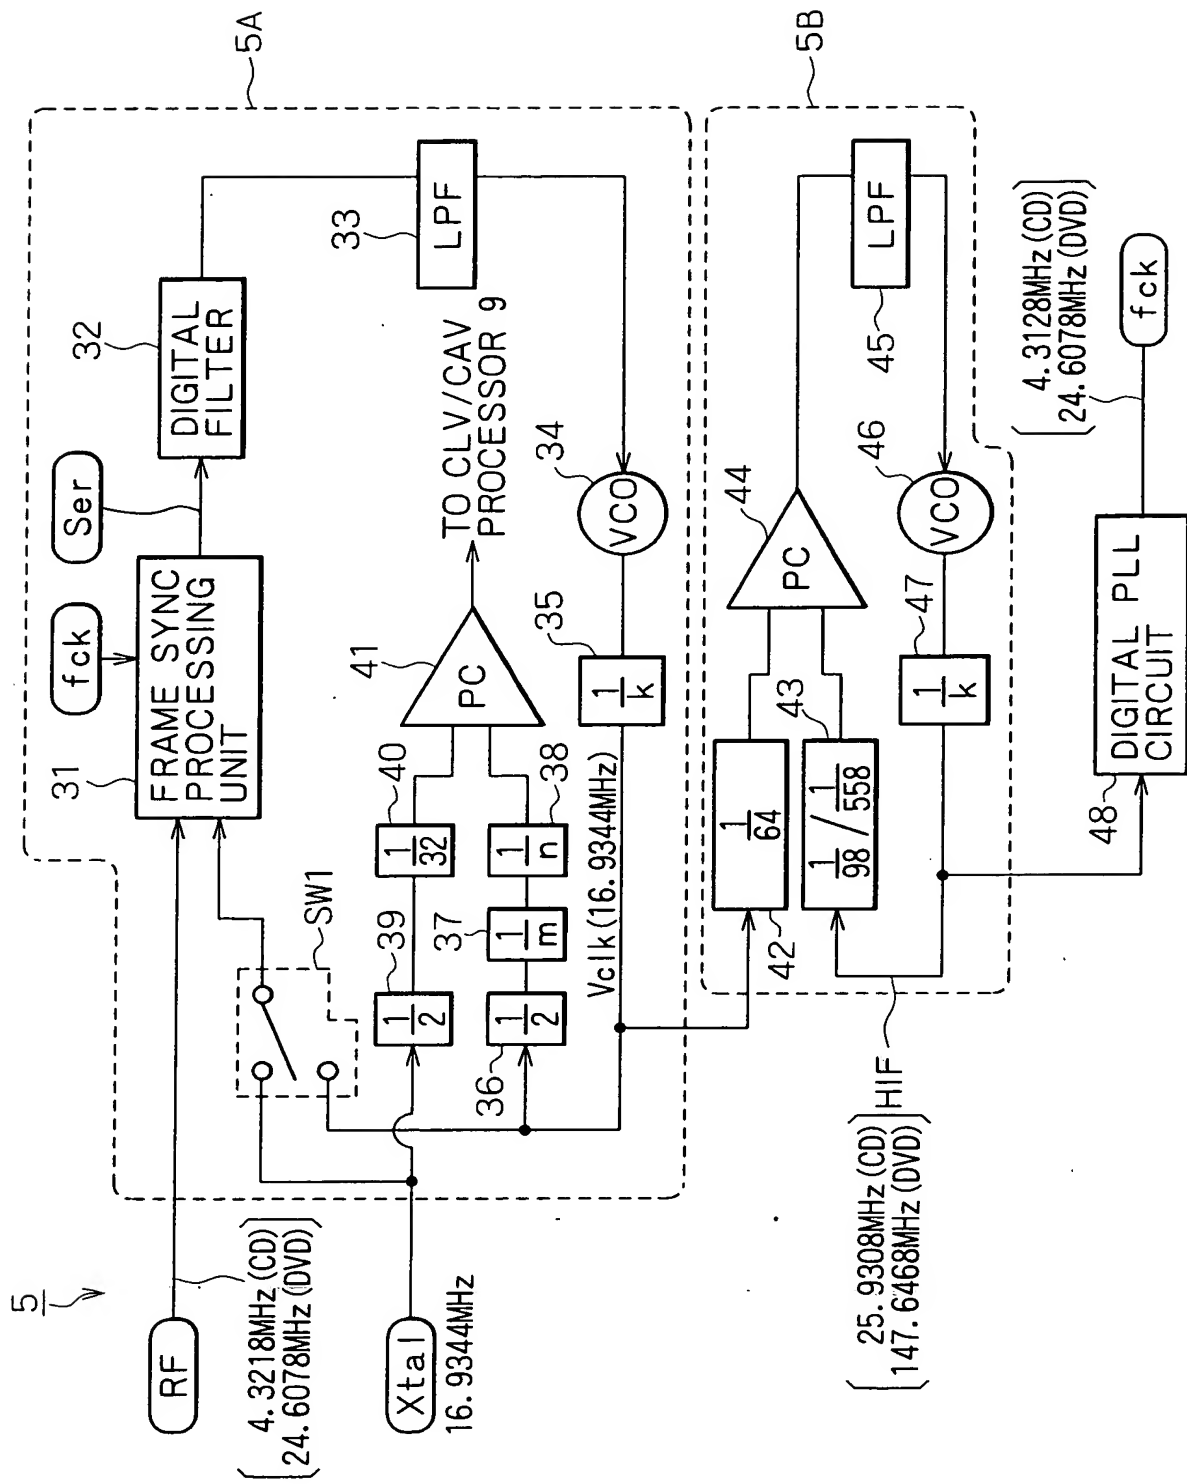 5
5A
RF
4.3218MHz(CD)
24.6078MHz(DVD)
Xtal
16.9344MHz
fck
Ser
31
FRAME SYNC
PROCESSING
UNIT
32
DIGITAL
FILTER
33
LPF
SW1
39
1/2
40
1/32
36
1/2
37
1/m
38
1/n
41
PC
TO CLV/CAV
PROCESSOR 9
34
VCO
35
1/k
Vclk(16.9344MHz)
5B
42
1/64
43
1/98 / 1/558
44
PC
45
LPF
46
VCO
47
1/k
HIF
25.9308MHz(CD)
147.6468MHz(DVD)
48
DIGITAL PLL
CIRCUIT
4.3128MHz(CD)
24.6078MHz(DVD)
fck